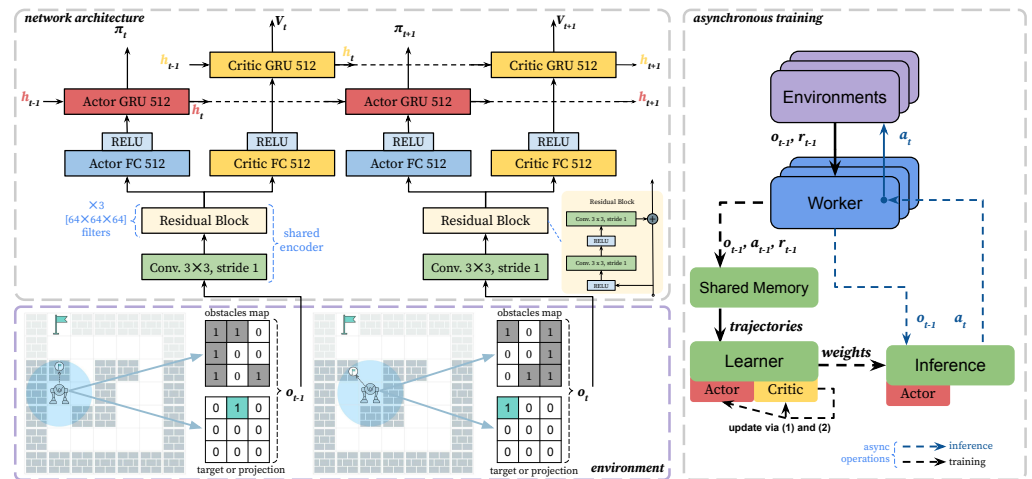 network architecture
π_t
V_t
π_{t+1}
V_{t+1}
h_{t-1}
Critic GRU 512
h_t
Critic GRU 512
h_{t+1}
h_{t-1}
Actor GRU 512
h_t
Actor GRU 512
h_{t+1}
RELU
RELU
RELU
RELU
Actor FC 512
Critic FC 512
Actor FC 512
Critic FC 512
×3
[64×64×64]
filters
Residual Block
shared
encoder
Conv. 3×3, stride 1
Residual Block
Conv. 3×3, stride 1
Residual Block
Conv. 3 x 3, stride 1
+
RELU
Conv. 3 x 3, stride 1
RELU
obstacles map
1 1 0
1 0 0
0 0 1
o_{t-1}
0 1 0
0 0 0
0 0 0
target or projection
obstacles map
1 0 1
0 0 1
0 1 1
o_t
1 0 0
0 0 0
0 0 0
target or projection
environment
asynchronous training
Environments
o_{t-1}, r_{t-1}
a_t
Worker
o_{t-1}, a_{t-1}, r_{t-1}
Shared Memory
trajectories
o_{t-1} a_t
Learner
weights
Inference
Actor
Critic
Actor
update via (1) and (2)
async
operations
inference
training